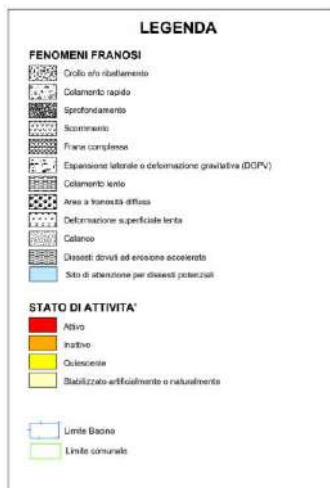 LEGENDA
FENOMENI FRANOSI
Crollo e/o ribaltamento
Colamento rapido
Sprofondamento
Scorrimento
Frana complessa
Espansione laterale o deformazione gravitativa (DGPV)
Colamento lento
Area a franosità diffusa
Deformazione superficiale lenta
Calanco
Dissesti dovuti ad erosione accelerata
Sito di attenzione per dissesti potenziali
STATO DI ATTIVITA'
Attivo
Inattivo
Quiescente
Stabilizzato artificialmente o naturalmente
Limite Bacino
Limite comunale